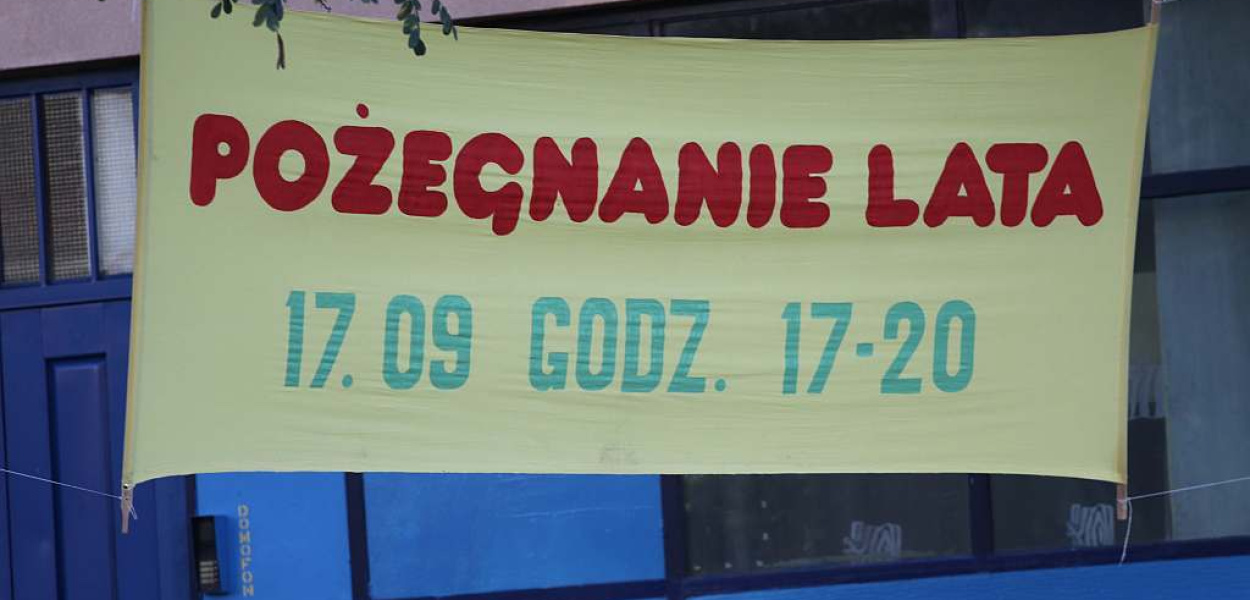 POŻEGNANIE LATA
17.09 GODZ. 17-20
DOMOFON